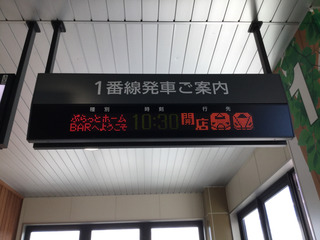 1番線発車ご案内
種別 時刻 行先
ぷらっとホーム
BARへようこそ
10:30
開店
1